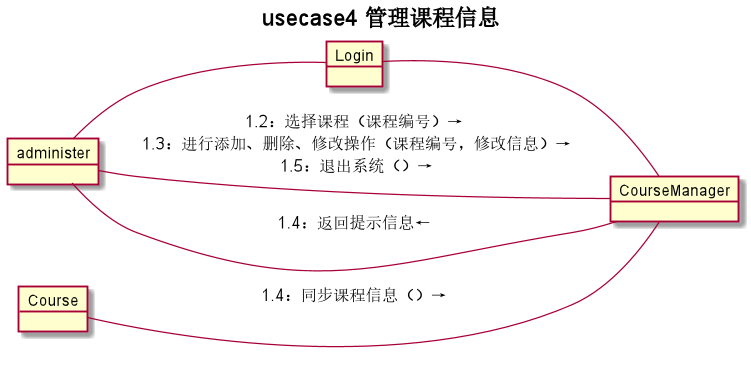 usecase4 管理课程信息
Login
1.2：选择课程（课程编号）→
1.3：进行添加、删除、修改操作（课程编号，修改信息）→
administer
1.5：退出系统（）→
CourseManager
1.4：返回提示信息←
Course
1.4：同步课程信息（）→